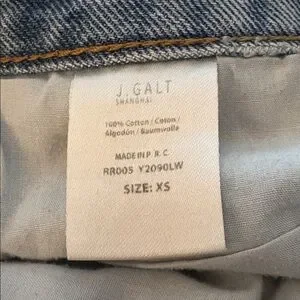 J. GALT
SHANGHAI
100% Cotton / Coton /
Algodón / Baumwolle
MADE IN P. R. C
RR005 Y2090LW
SIZE: XS